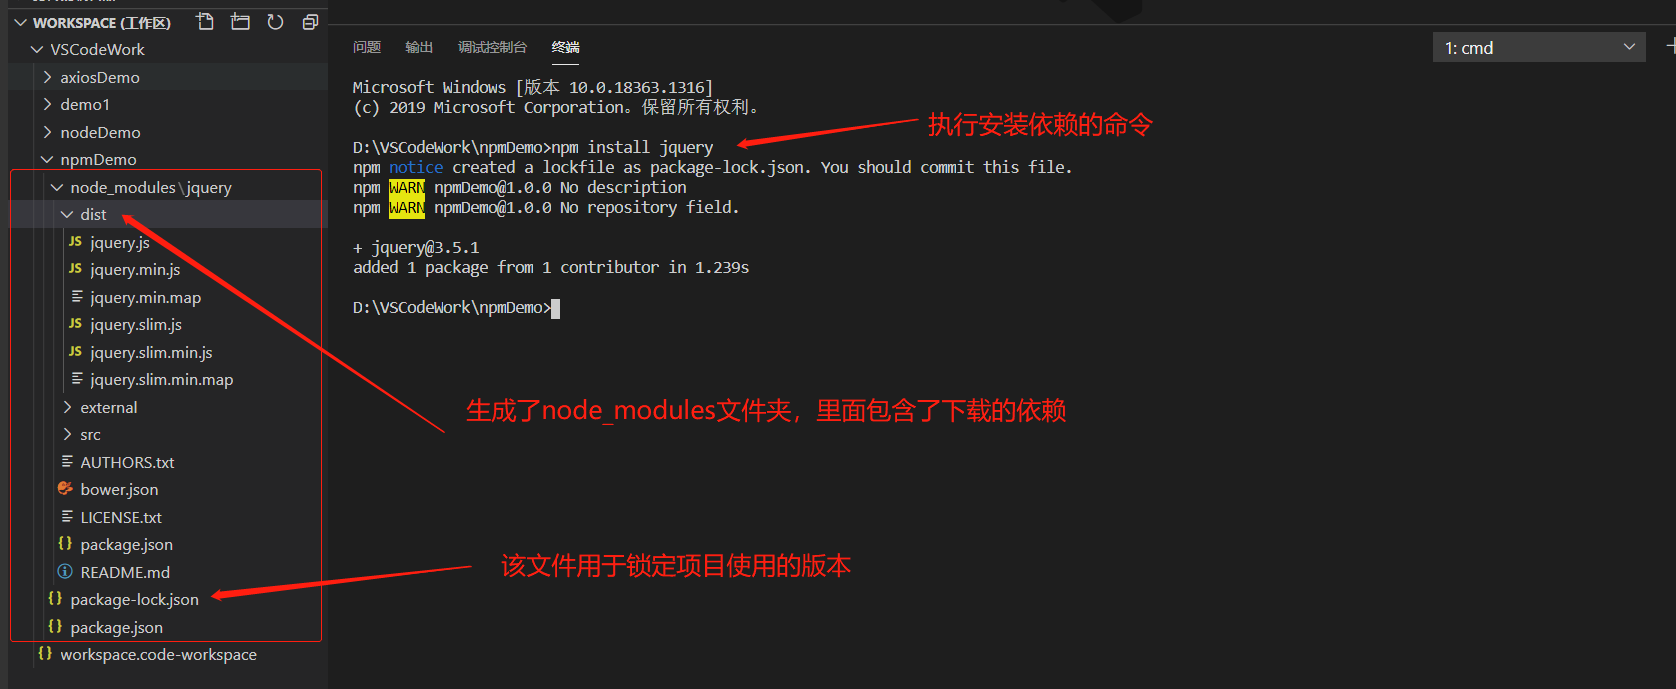 WORKSPACE (工作区)
VSCodeWork
axiosDemo
demo1
nodeDemo
npmDemo
node_modules\jquery
dist
JS jquery.js
JS jquery.min.js
jquery.min.map
JS jquery.slim.js
JS jquery.slim.min.js
jquery.slim.min.map
external
src
AUTHORS.txt
bower.json
LICENSE.txt
{} package.json
README.md
{} package-lock.json
{} package.json
{} workspace.code-workspace
问题 输出 调试控制台 终端
1: cmd
Microsoft Windows [版本 10.0.18363.1316]
(c) 2019 Microsoft Corporation。保留所有权利。
D:\VSCodeWork\npmDemo>npm install jquery
npm notice created a lockfile as package-lock.json. You should commit this file.
npm WARN npmDemo@1.0.0 No description
npm WARN npmDemo@1.0.0 No repository field.
+ jquery@3.5.1
added 1 package from 1 contributor in 1.239s
D:\VSCodeWork\npmDemo>
执行安装依赖的命令
生成了node_modules文件夹，里面包含了下载的依赖
该文件用于锁定项目使用的版本